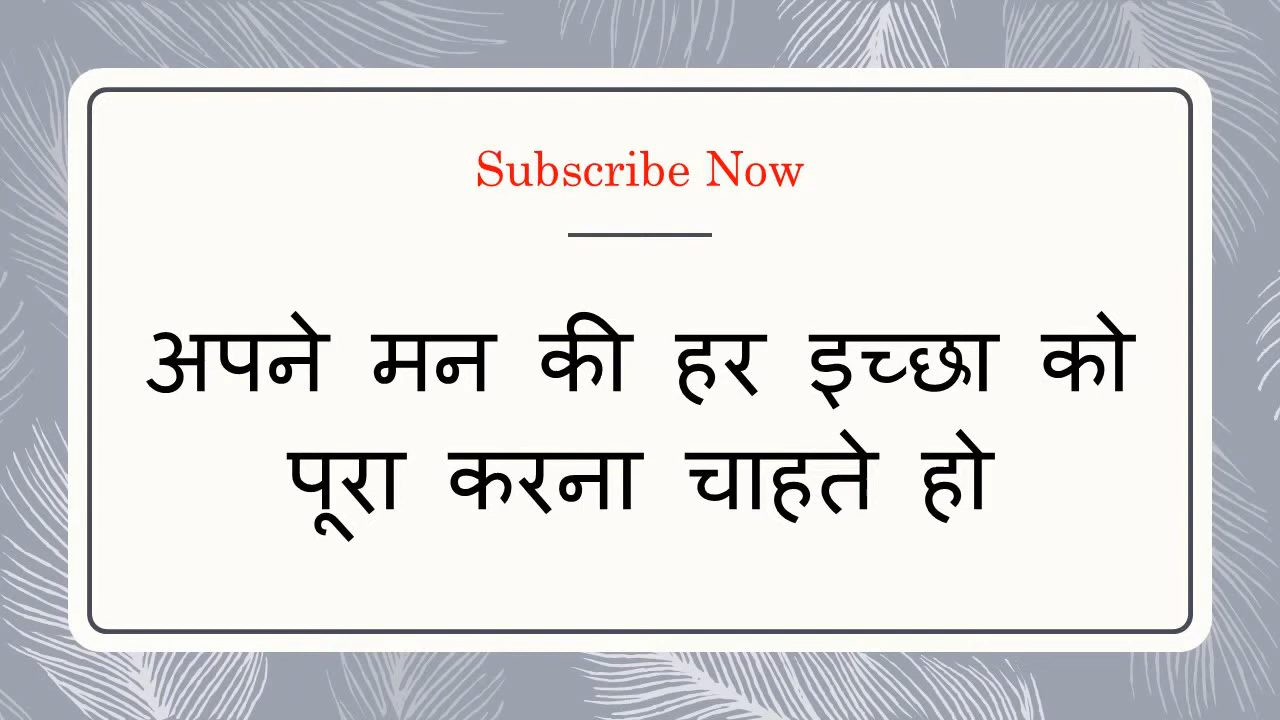 Subscribe Now
अपने मन की हर इच्छा को
पूरा करना चाहते हो